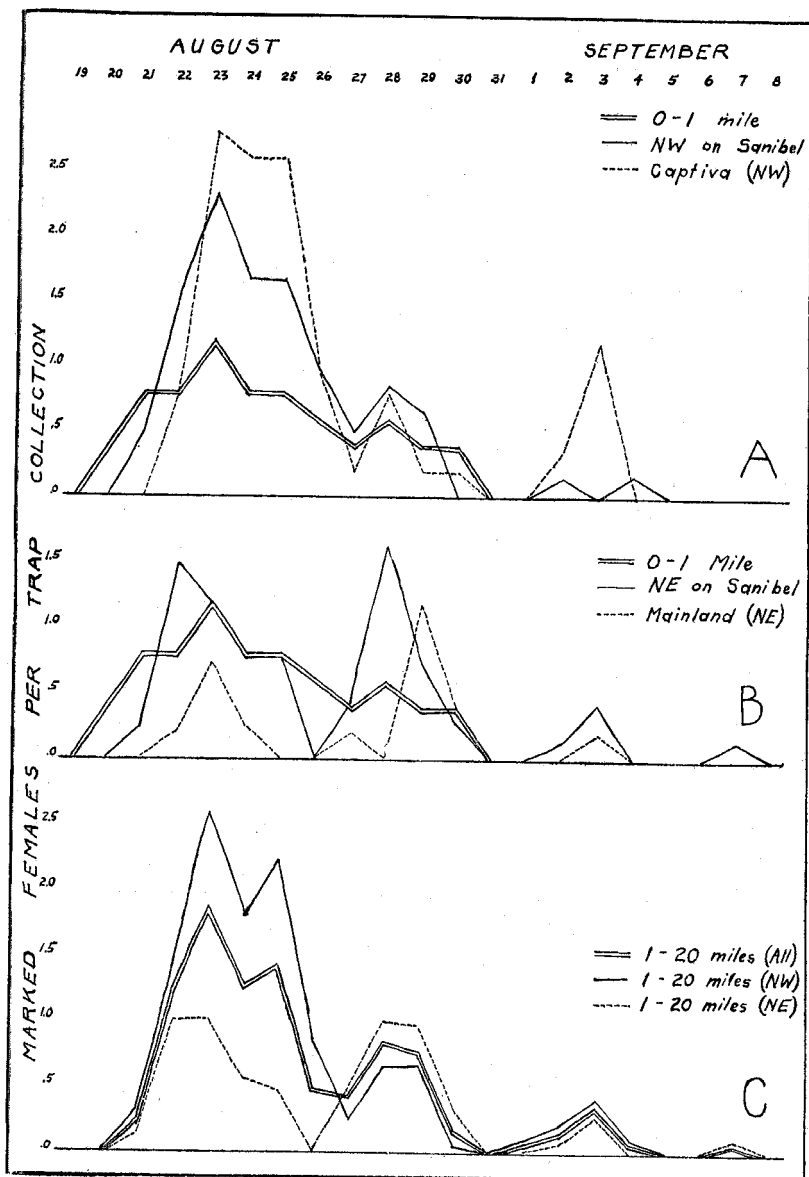 AUGUST SEPTEMBER
19 20 21 22 23 24 25 26 27 28 29 30 31 1 2 3 4 5 6 7 8
0-1 mile
NW on Sanibel
Captiva (NW)
2.5
2.0
1.5
1.0
.5
.0
A
1.5
1.0
.5
.0
0-1 Mile
NE on Sanibel
Mainland (NE)
B
2.5
2.0
1.5
1.0
.5
.0
1-20 miles (All)
1-20 miles (NW)
1-20 miles (NE)
C
MARKED FEMALES PER TRAP COLLECTION